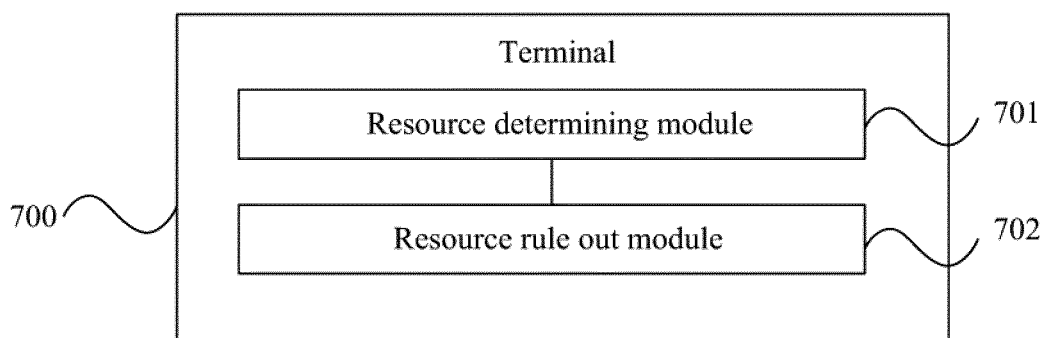 Terminal
Resource determining module
701
700
Resource rule out module
702